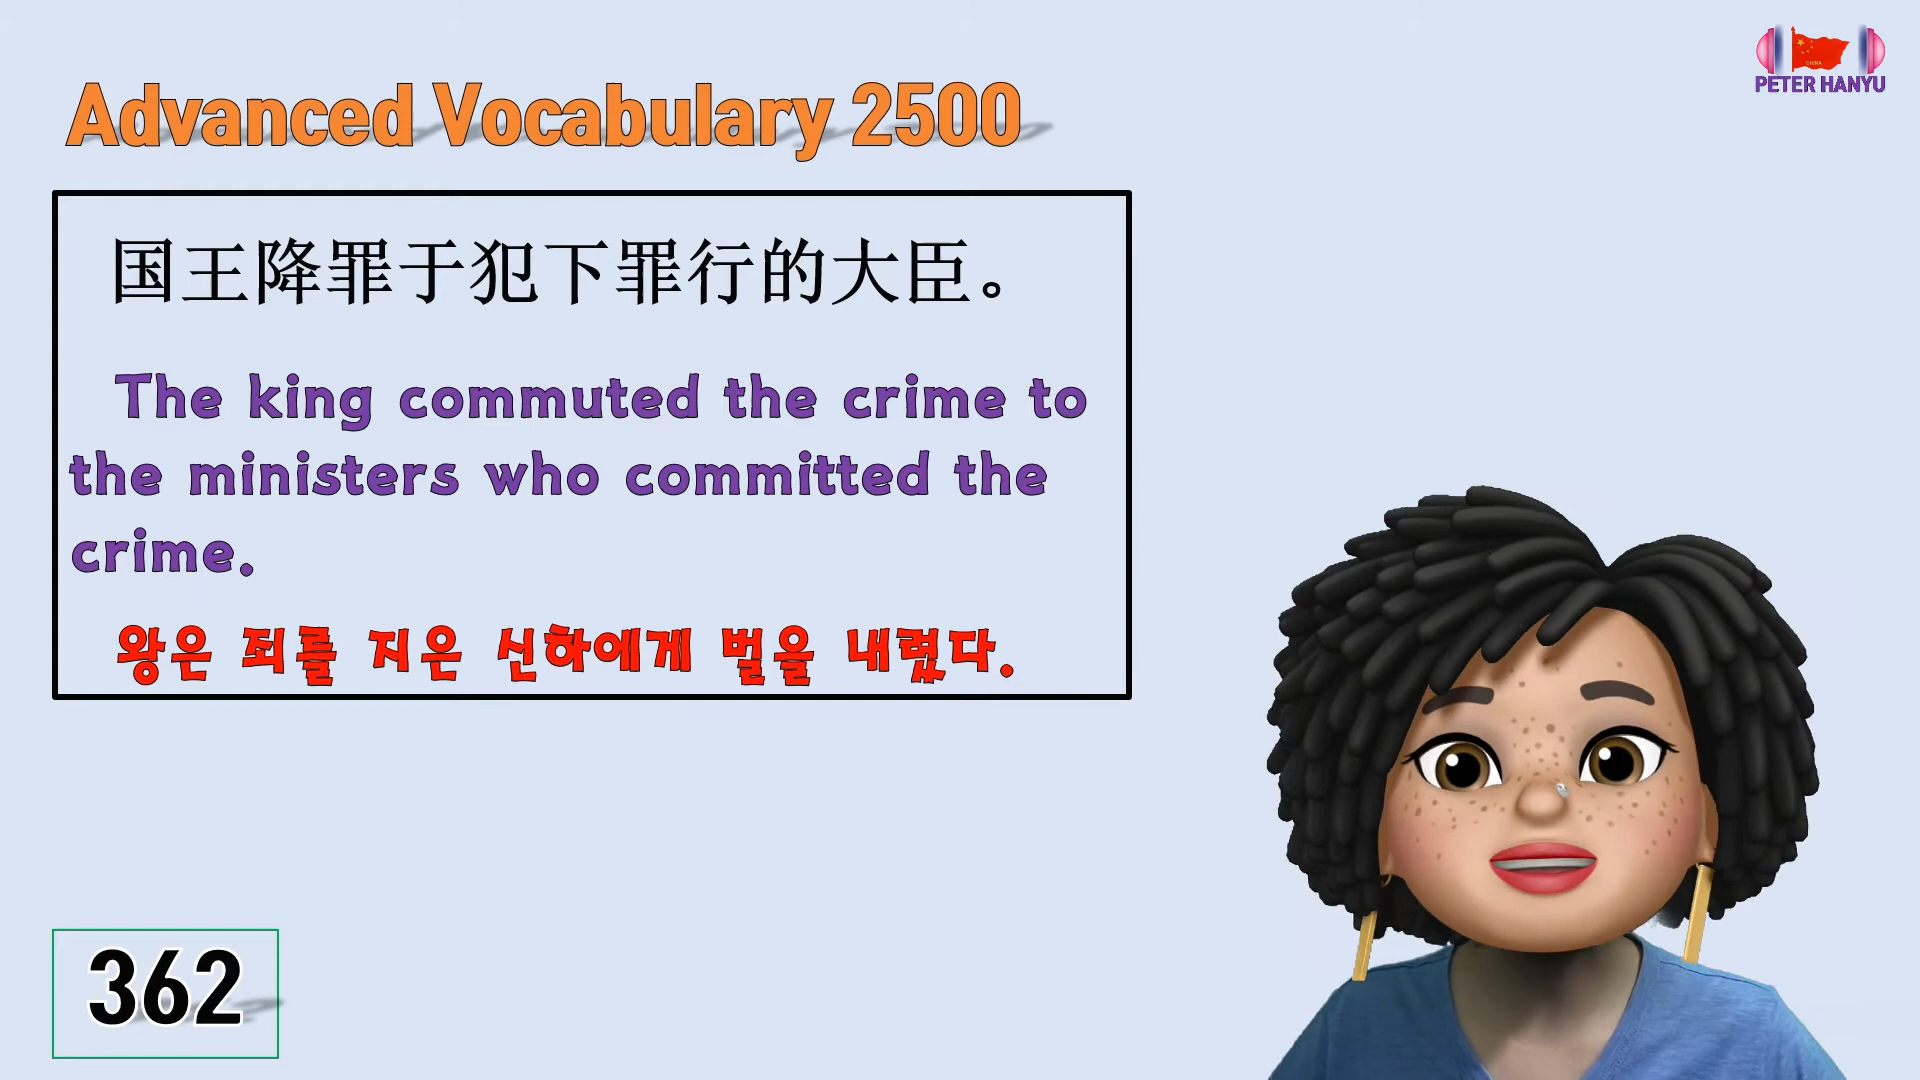 PETER HANYU
Advanced Vocabulary 2500
国王降罪于犯下罪行的大臣。
The king commuted the crime to
the ministers who committed the
crime.
왕은 죄를 지은 신하에게 벌을 내렸다.
362